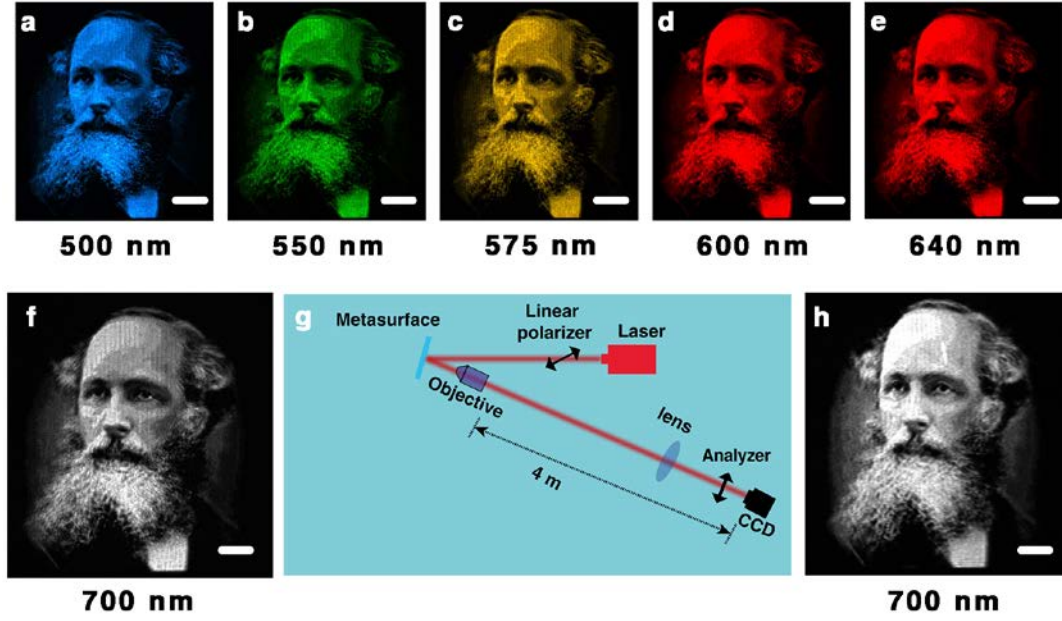 a
b
c
d
e
500 nm
550 nm
575 nm
600 nm
640 nm
f
g
h
Metasurface
Linear
polarizer
Laser
Objective
lens
Analyzer
4 m
CCD
700 nm
700 nm